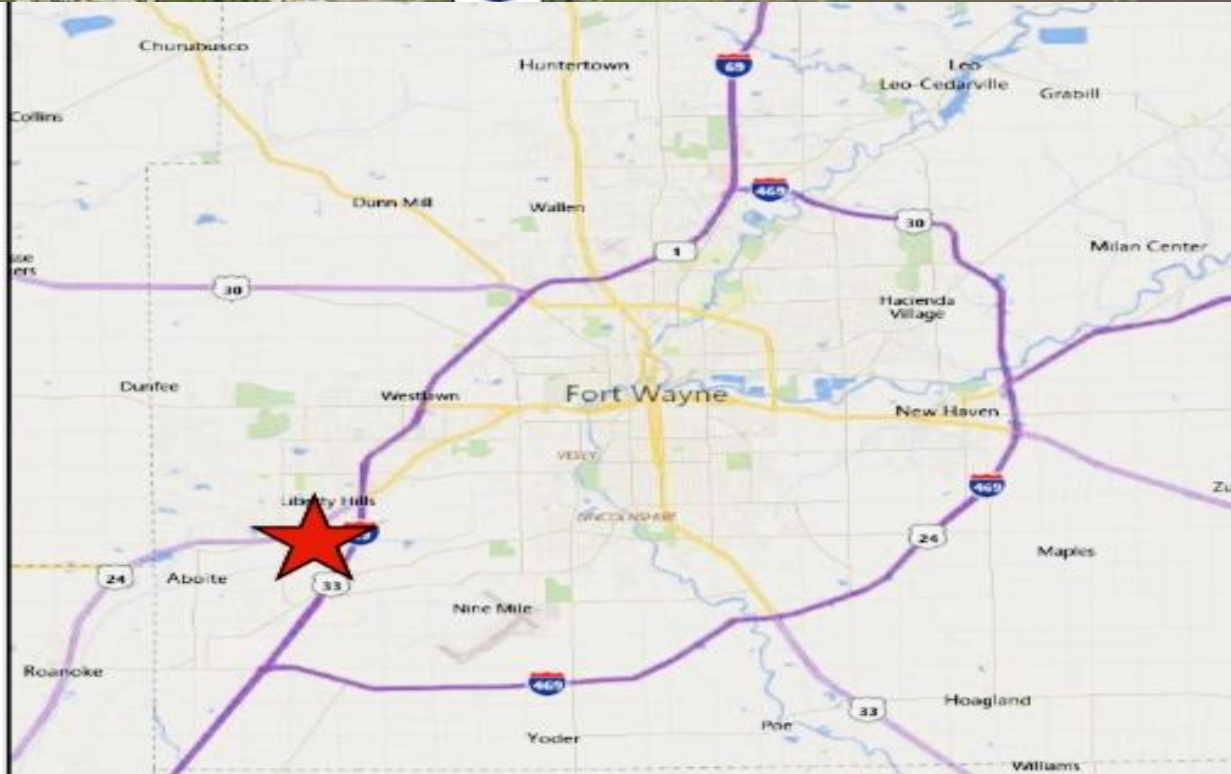 Churubusco
Huntertown
69
Leo
Leo-Cedarville
Grabill
Collins
469
Dunn Mill
Wallen
30
1
Milan Center
30
Hacienda
Village
Dunfee
Westlawn
Fort Wayne
New Haven
469
Liberty Hills
24
Maples
24
Aboite
33
Nine Mile
Roanoke
469
Hoagland
33
Poe
Yoder
Williams